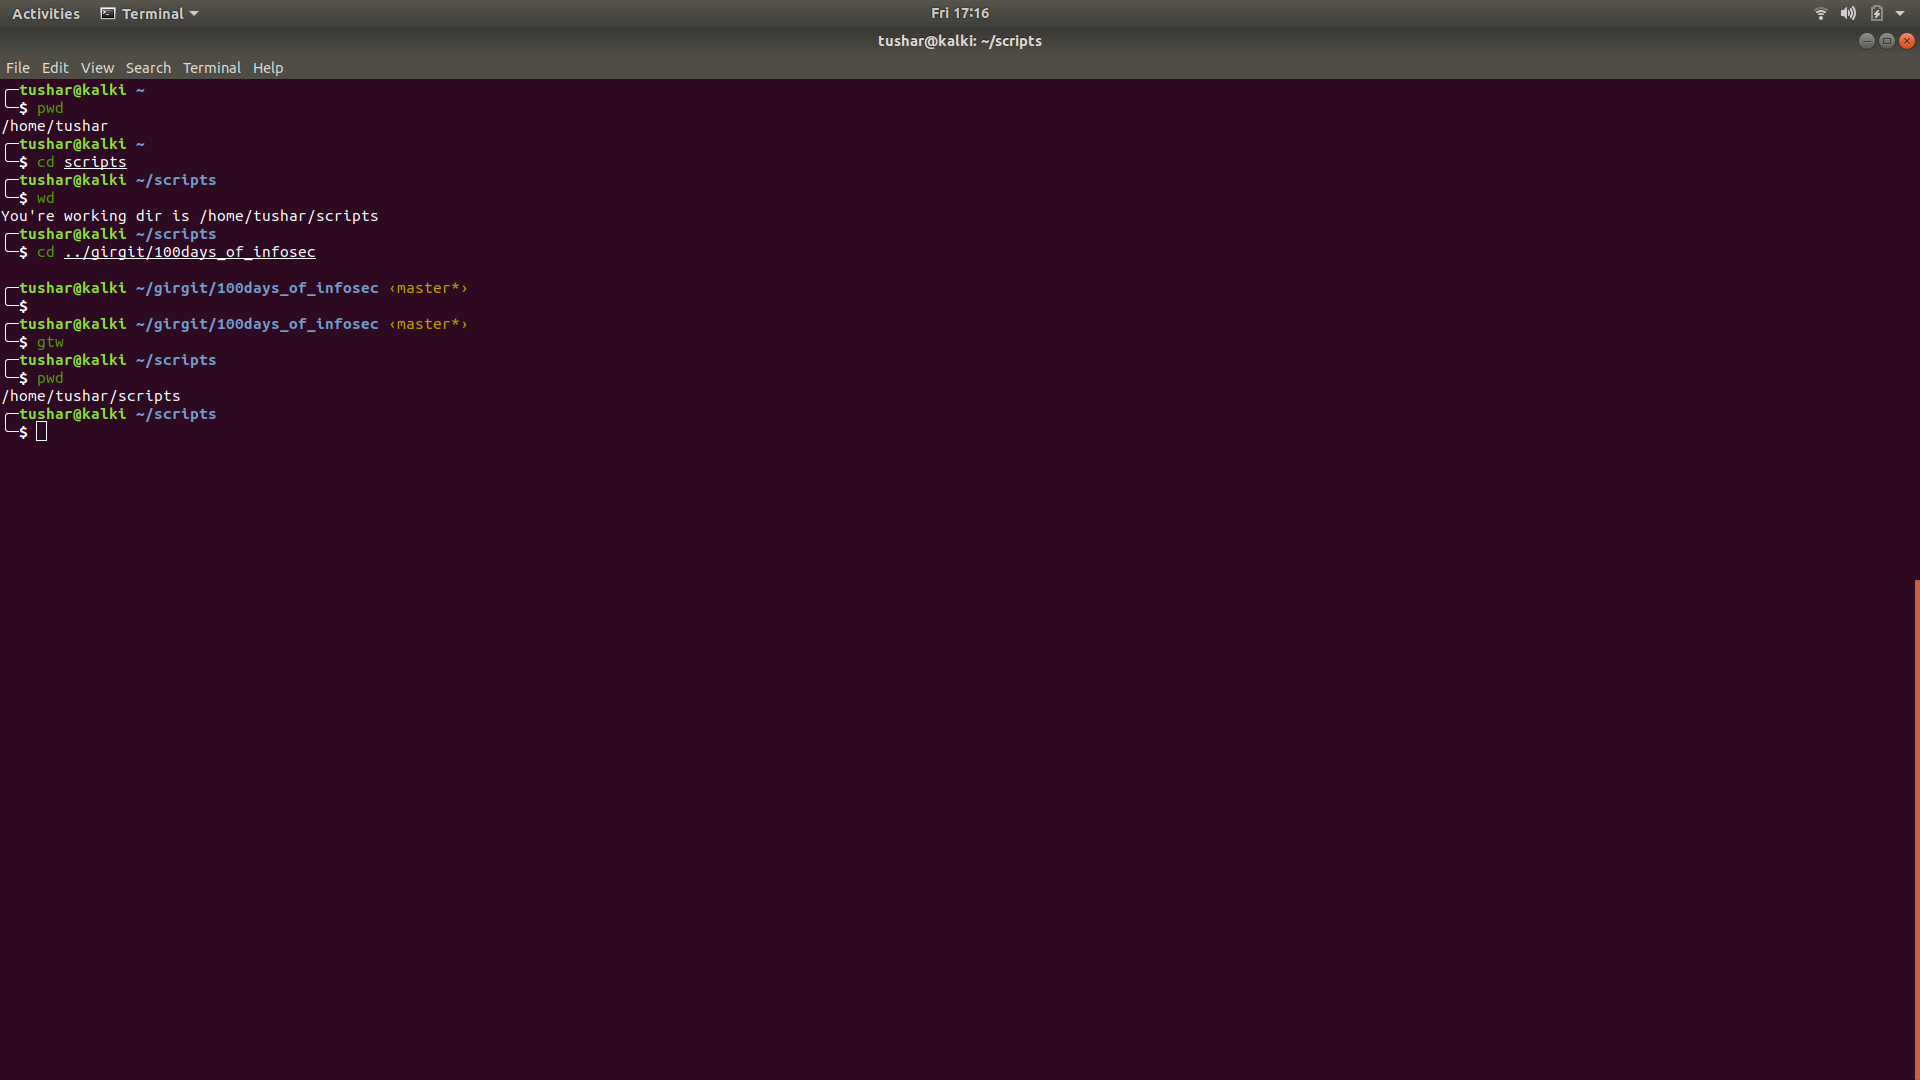 Activities Terminal Fri 17:16
tushar@kalki: ~/scripts
File Edit View Search Terminal Help
╭─tushar@kalki ~
╰─$ pwd
/home/tushar
╭─tushar@kalki ~
╰─$ cd scripts
╭─tushar@kalki ~/scripts
╰─$ wd
You're working dir is /home/tushar/scripts
╭─tushar@kalki ~/scripts
╰─$ cd ../girgit/100days_of_infosec
╭─tushar@kalki ~/girgit/100days_of_infosec ‹master*›
╰─$
╭─tushar@kalki ~/girgit/100days_of_infosec ‹master*›
╰─$ gtw
╭─tushar@kalki ~/scripts
╰─$ pwd
/home/tushar/scripts
╭─tushar@kalki ~/scripts
╰─$